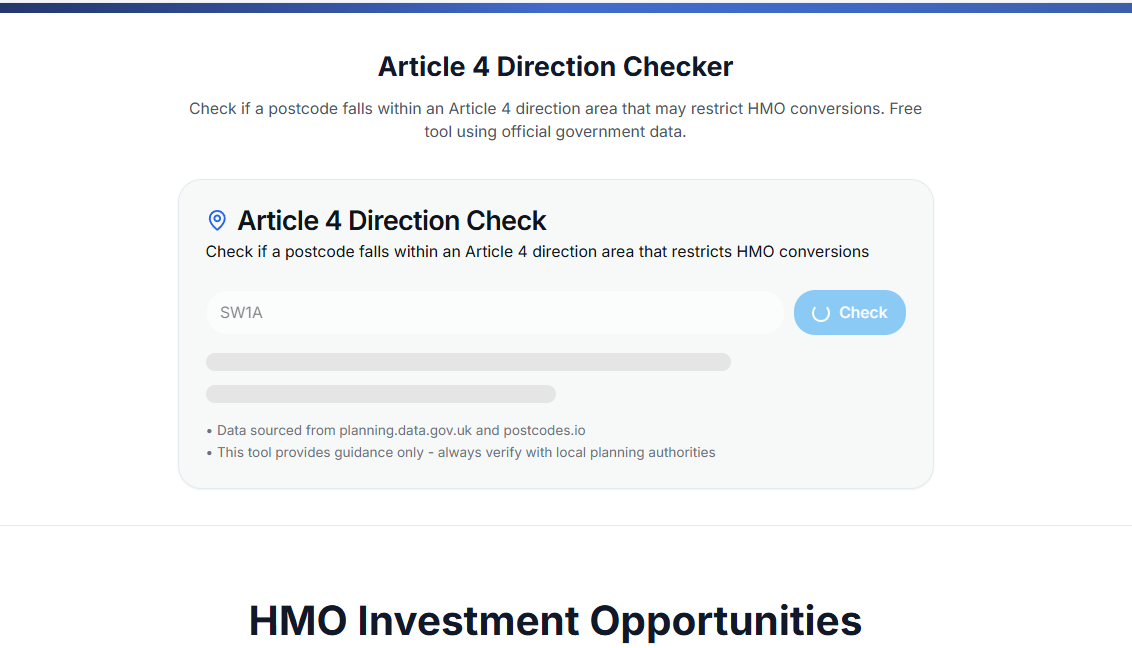 Article 4 Direction Checker
Check if a postcode falls within an Article 4 direction area that may restrict HMO conversions. Free
tool using official government data.
Article 4 Direction Check
Check if a postcode falls within an Article 4 direction area that restricts HMO conversions
SW1A
Check
• Data sourced from planning.data.gov.uk and postcodes.io
• This tool provides guidance only - always verify with local planning authorities
HMO Investment Opportunities